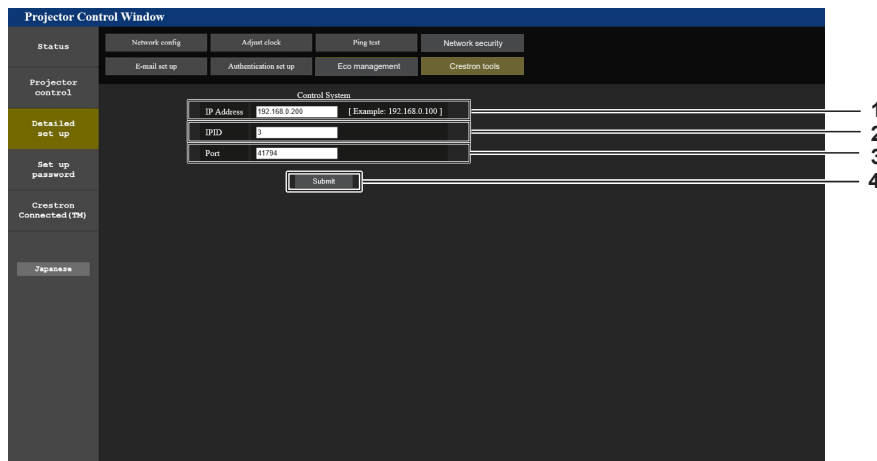 Projector Control Window
Status
Network config
Adjust clock
Ping test
Network security
E-mail set up
Authentication set up
Eco management
Crestron tools
Projector
control
Detailed
set up
Set up
password
Crestron
Connected(TM)
Japanese
Control System
IP Address 192.168.0.200 [ Example: 192.168.0.100 ]
IPID 3
Port 41794
Submit
1
2
3
4